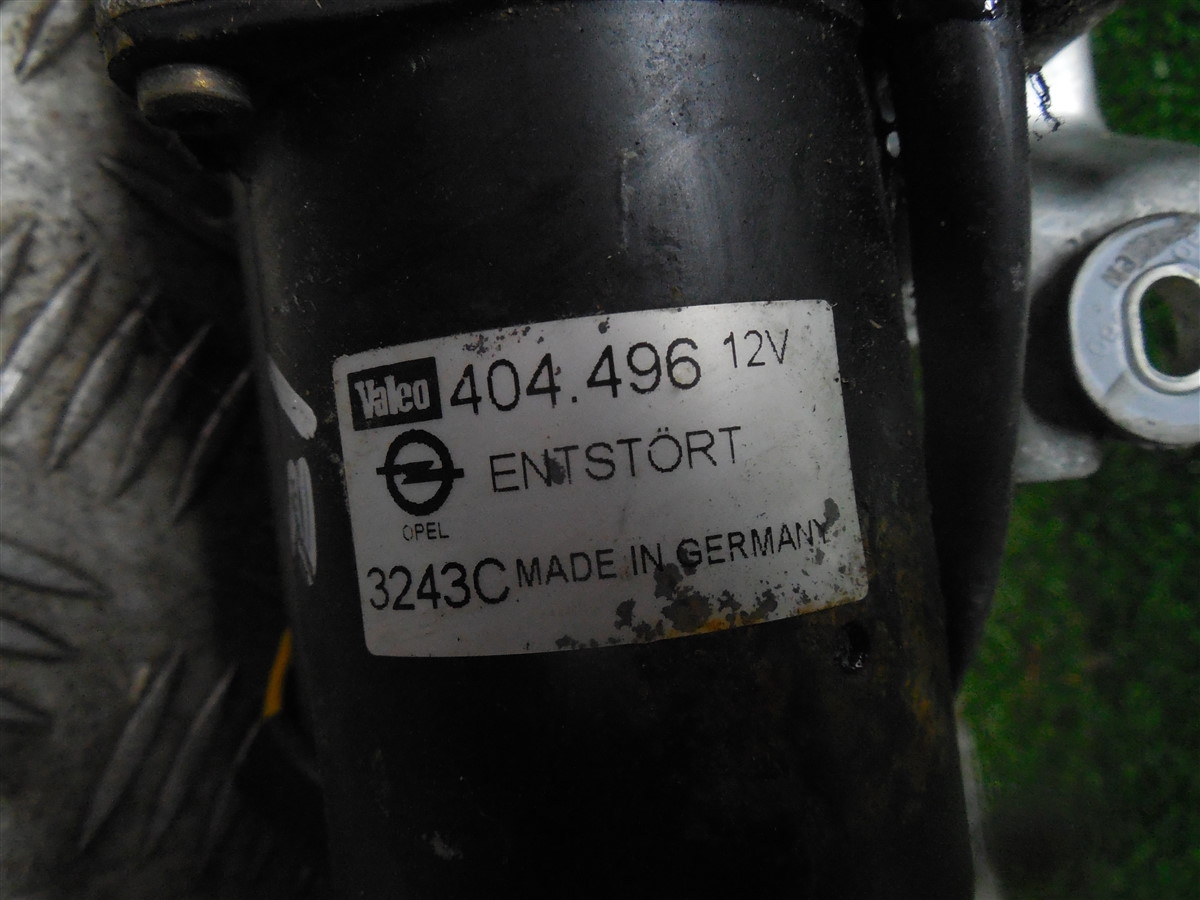 Valeo 404.496 12V
ENTSTÖRT
OPEL
3243C MADE IN GERMANY